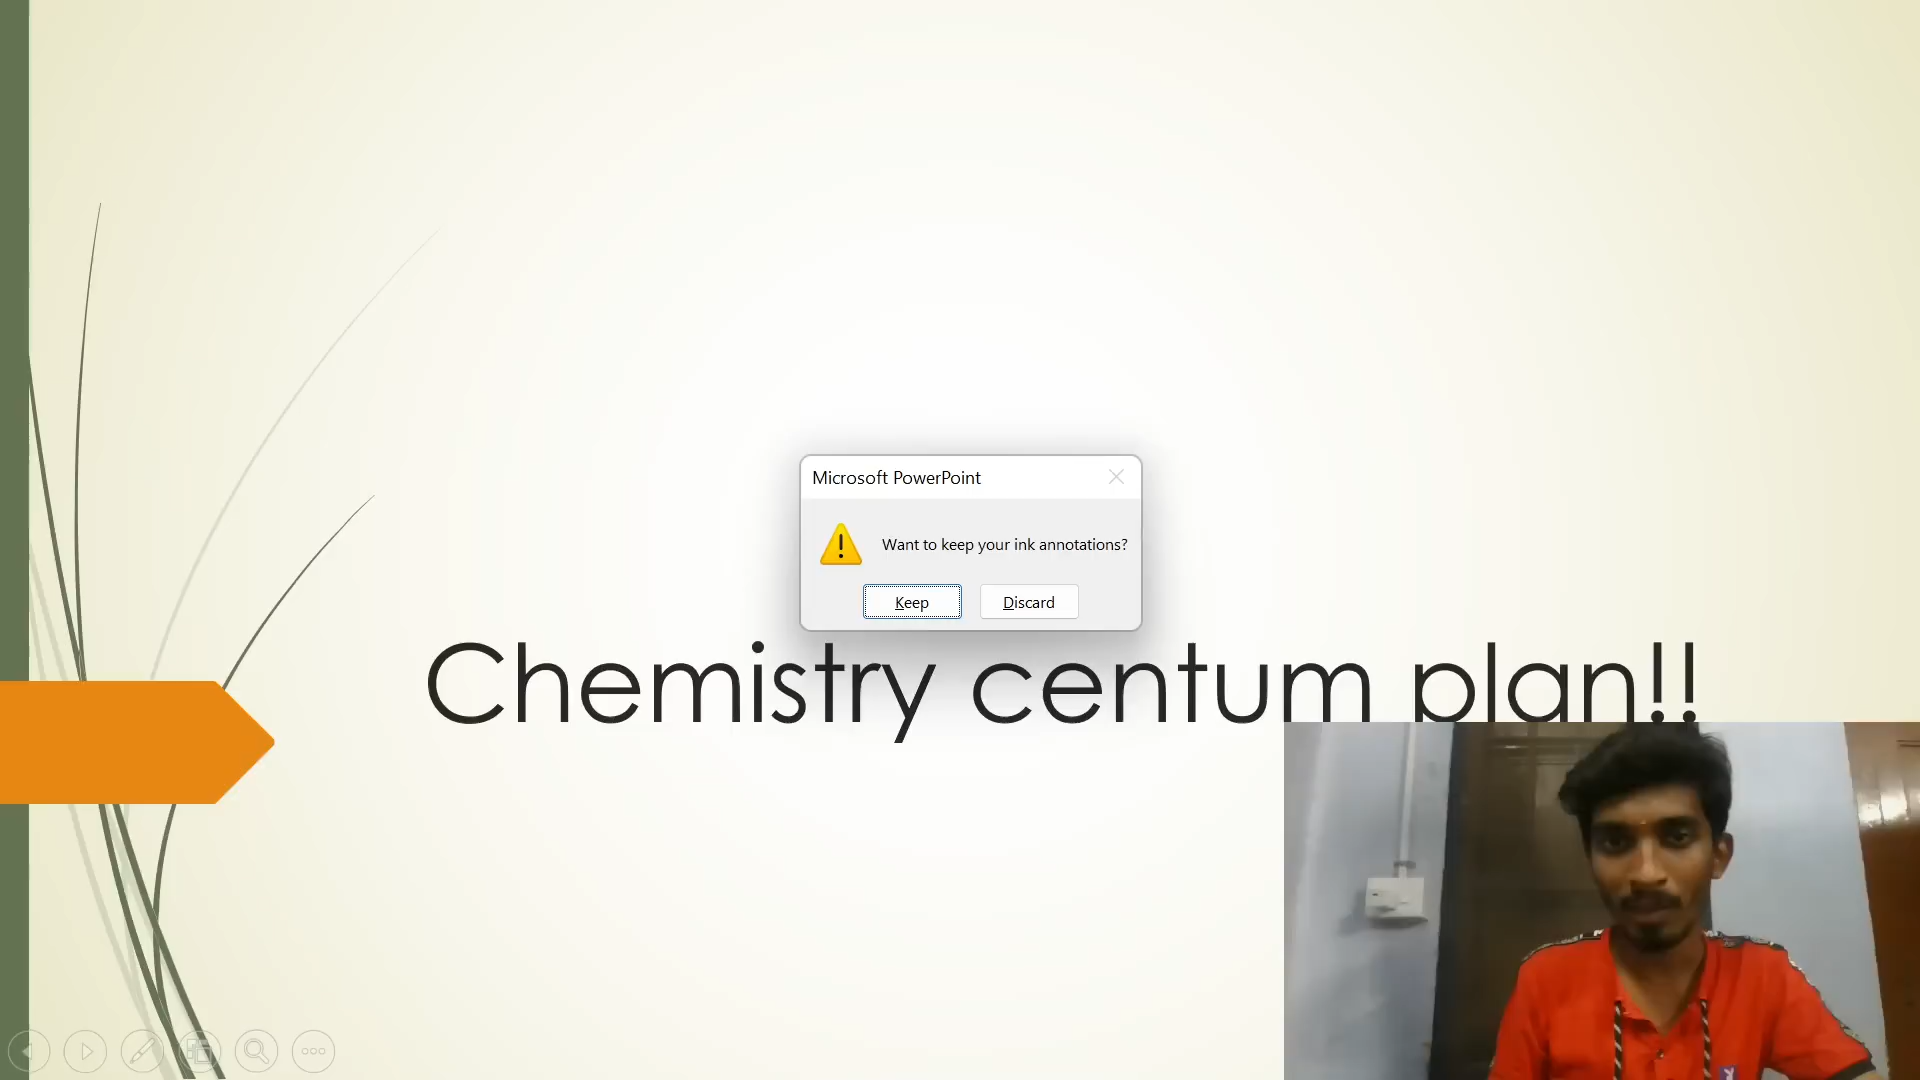 Microsoft PowerPoint
Want to keep your ink annotations?
Keep
Discard
Chemistry centum plan!!